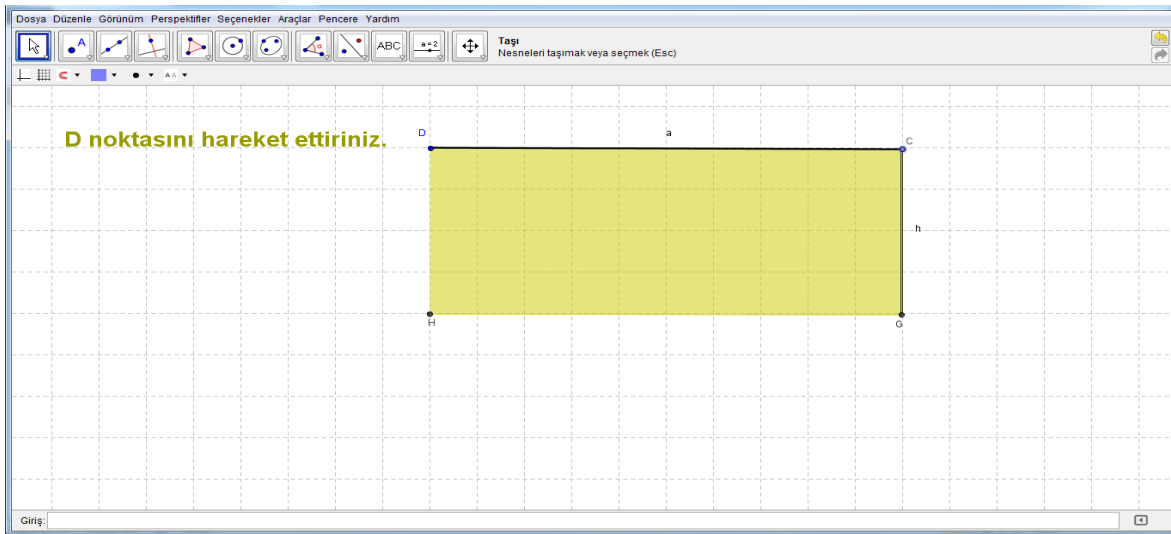 Dosya Düzenle Görünüm Perspektifler Seçenekler Araçlar Pencere Yardım
A
α
ABC
a=2
Taşı
Nesneleri taşımak veya seçmek (Esc)
AA
D noktasını hareket ettiriniz.
D
a
C
h
H
G
Giriş: